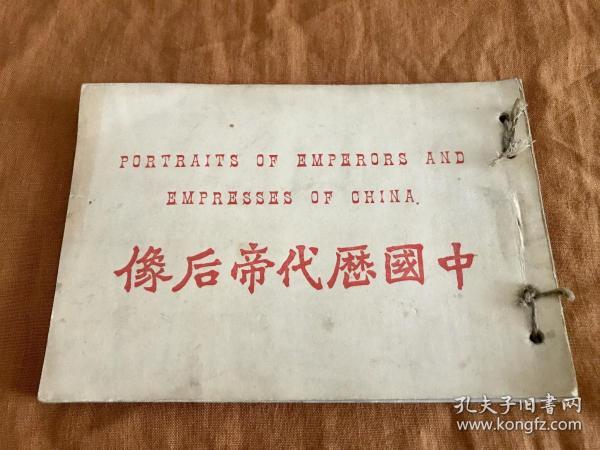 PORTRAITS OF EMPERORS AND
EMPRESSES OF CHINA.
中國歷代帝后像
孔夫子旧書网
www.kongfz.com